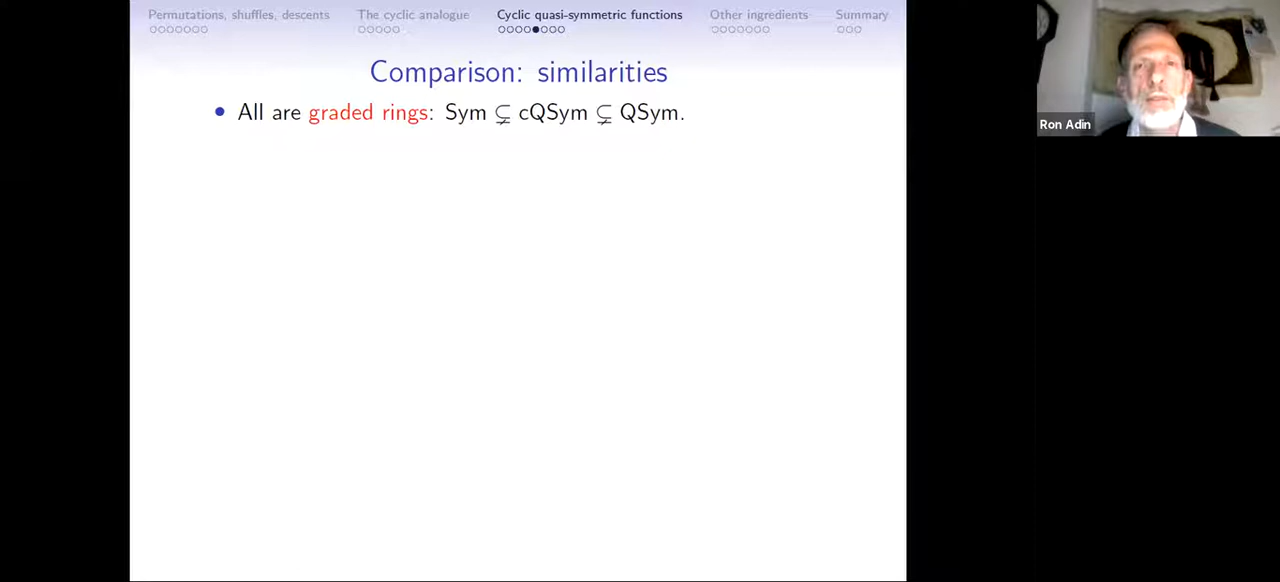 Permutations, shuffles, descents The cyclic analogue Cyclic quasi-symmetric functions Other ingredients Summary
Comparison: similarities
• All are graded rings: Sym ⊊ cQSym ⊊ QSym.
Ron Adin